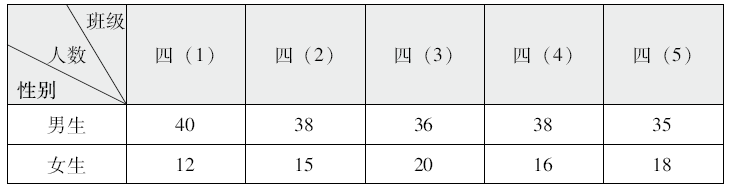 班级
人数
性别
四（1） 四（2） 四（3） 四（4） 四（5）
男生 40 38 36 38 35
女生 12 15 20 16 18